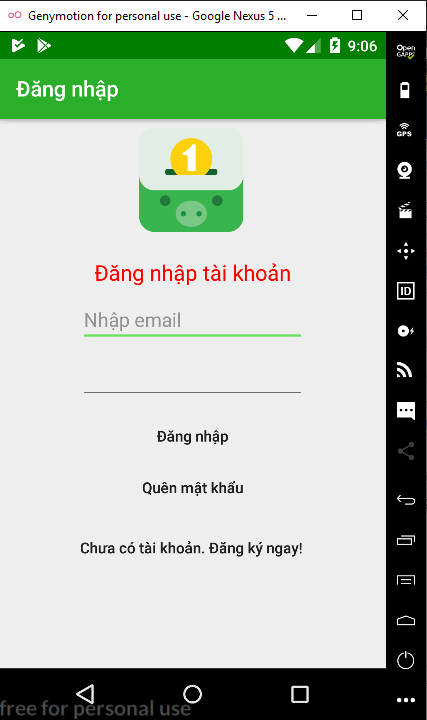 Genymotion for personal use - Google Nexus 5 ...
9:06
Open
GAPPS
Đăng nhập
1
GPS
Đăng nhập tài khoản
Nhập email
ID
Đăng nhập
Quên mật khẩu
Chưa có tài khoản. Đăng ký ngay!
free for personal use